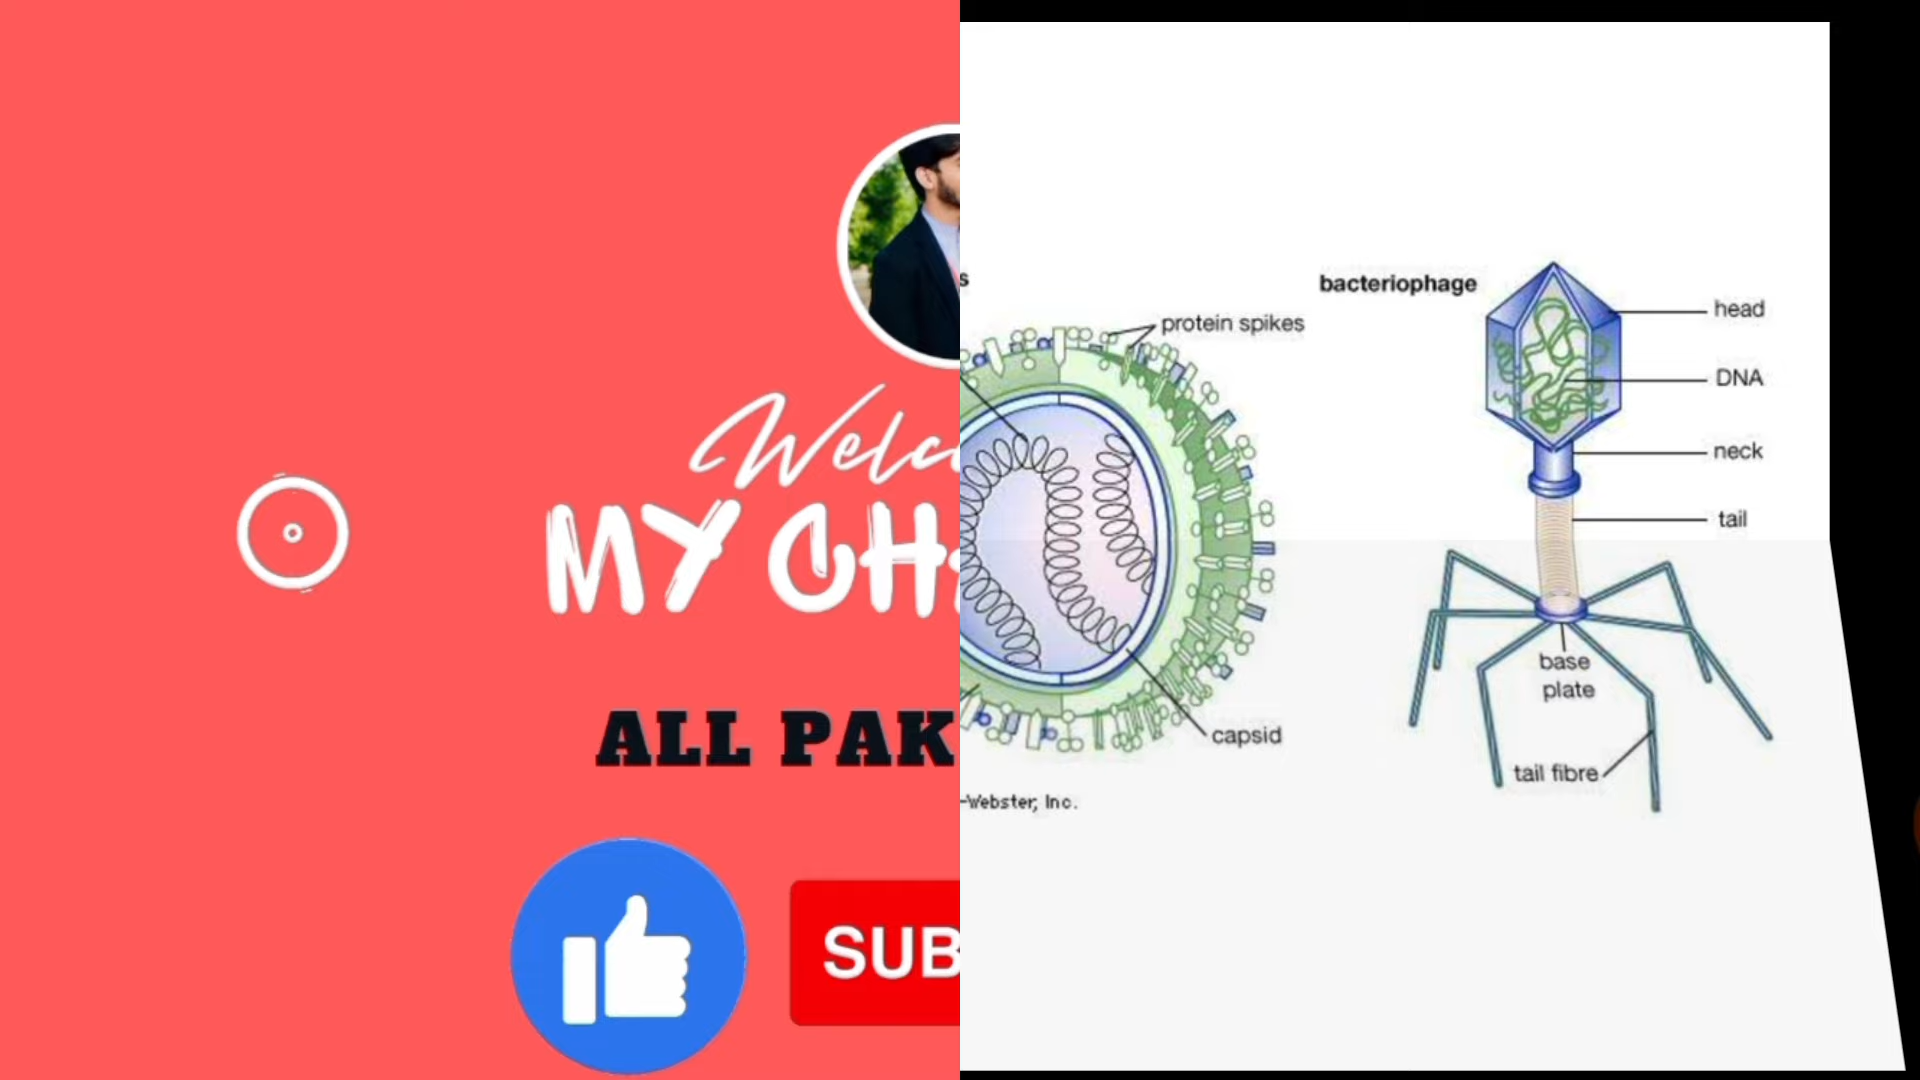 Welc
MY CH
ALL PAK
SUB
s
protein spikes
capsid
-Webster, Inc.
bacteriophage
head
DNA
neck
tail
base
plate
tail fibre